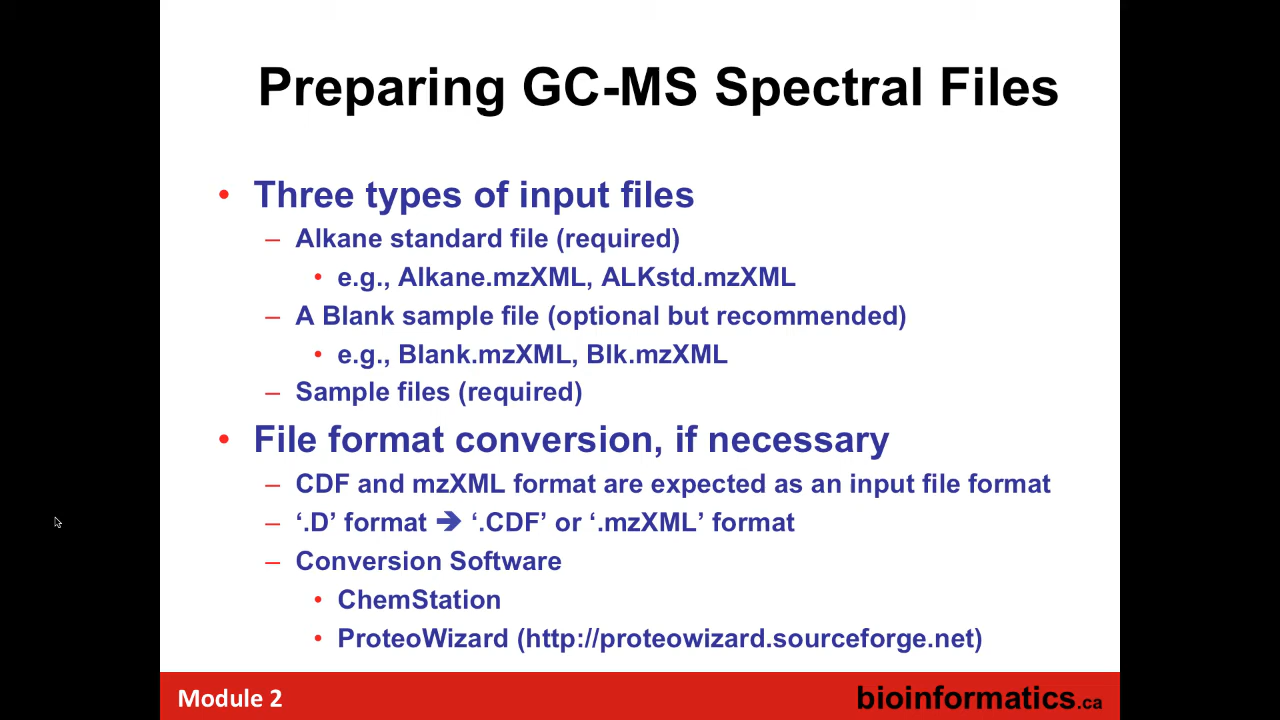 Preparing GC-MS Spectral Files
• Three types of input files
– Alkane standard file (required)
• e.g., Alkane.mzXML, ALKstd.mzXML
– A Blank sample file (optional but recommended)
• e.g., Blank.mzXML, Blk.mzXML
– Sample files (required)
• File format conversion, if necessary
– CDF and mzXML format are expected as an input file format
– ‘.D’ format ➔ ‘.CDF’ or ‘.mzXML’ format
– Conversion Software
• ChemStation
• ProteoWizard (http://proteowizard.sourceforge.net)
Module 2
bioinformatics.ca